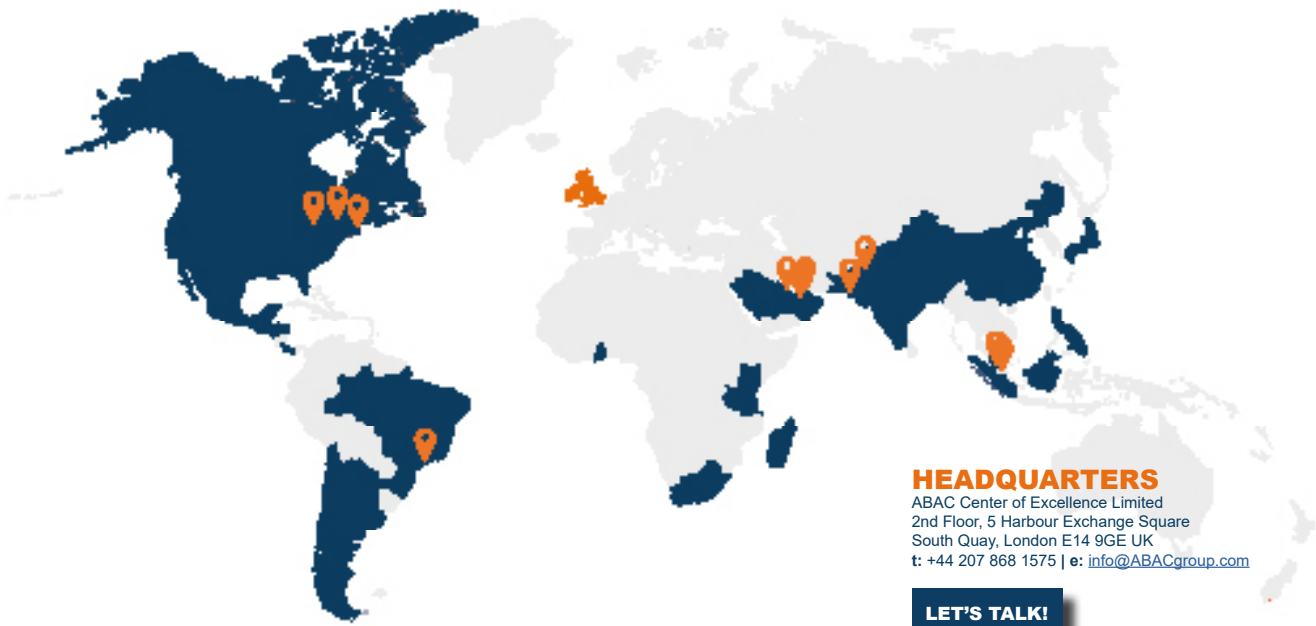 HEADQUARTERS
ABAC Center of Excellence Limited
2nd Floor, 5 Harbour Exchange Square
South Quay, London E14 9GE UK
t: +44 207 868 1575 | e: info@ABACgroup.com
LET'S TALK!